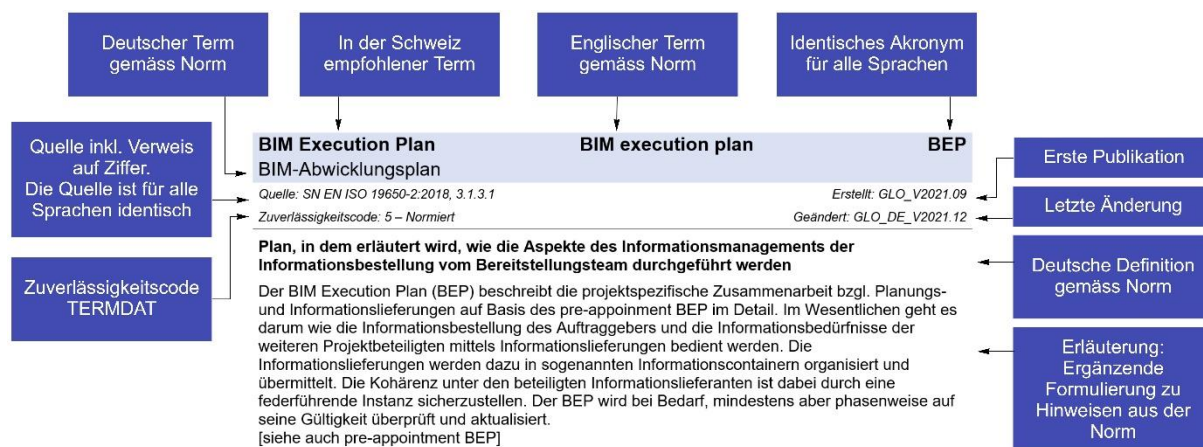 Deutscher Term
gemäss Norm
In der Schweiz
empfohlener Term
Englischer Term
gemäss Norm
Identisches Akronym
für alle Sprachen
Quelle inkl. Verweis
auf Ziffer.
Die Quelle ist für alle
Sprachen identisch
Zuverlässigkeitscode
TERMDAT
BIM Execution Plan BIM execution plan BEP
BIM-Abwicklungsplan
Quelle: SN EN ISO 19650-2:2018, 3.1.3.1 Erstellt: GLO_V2021.09
Zuverlässigkeitscode: 5 – Normiert Geändert: GLO_DE_V2021.12
Plan, in dem erläutert wird, wie die Aspekte des Informationsmanagements der
Informationsbestellung vom Bereitstellungsteam durchgeführt werden
Der BIM Execution Plan (BEP) beschreibt die projektspezifische Zusammenarbeit bzgl. Planungs-
und Informationslieferungen auf Basis des pre-appoinment BEP im Detail. Im Wesentlichen geht es
darum wie die Informationsbestellung des Auftraggebers und die Informationsbedürfnisse der
weiteren Projektbeteiligten mittels Informationslieferungen bedient werden. Die
Informationslieferungen werden dazu in sogenannten Informationscontainern organisiert und
übermittelt. Die Kohärenz unter den beteiligten Informationslieferanten ist dabei durch eine
federführende Instanz sicherzustellen. Der BEP wird bei Bedarf, mindestens aber phasenweise auf
seine Gültigkeit überprüft und aktualisiert.
[siehe auch pre-appointment BEP]
Erste Publikation
Letzte Änderung
Deutsche Definition
gemäss Norm
Erläuterung:
Ergänzende
Formulierung zu
Hinweisen aus der
Norm